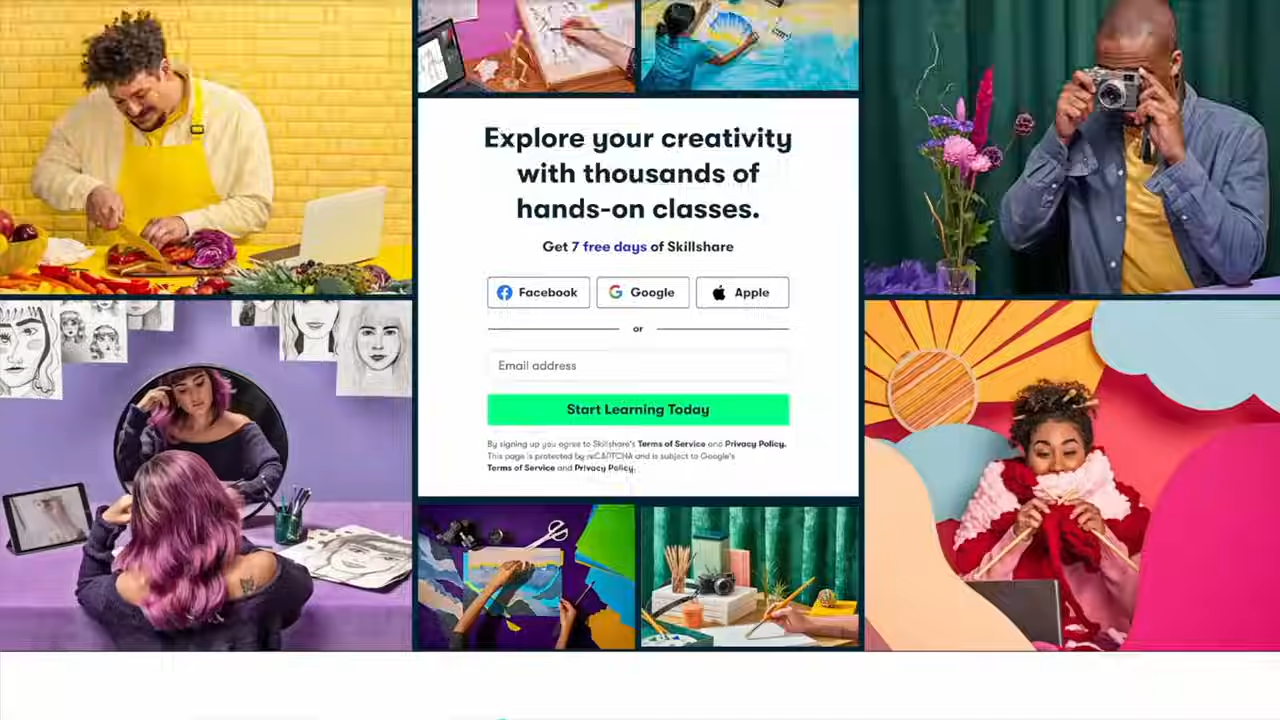 Explore your creativity
with thousands of
hands-on classes.
Get 7 free days of Skillshare
Facebook
Google
Apple
or
Email address
Start Learning Today
By signing up you agree to Skillshare's Terms of Service and Privacy Policy.
This page is protected by reCAPTCHA and is subject to Google's
Terms of Service and Privacy Policy.